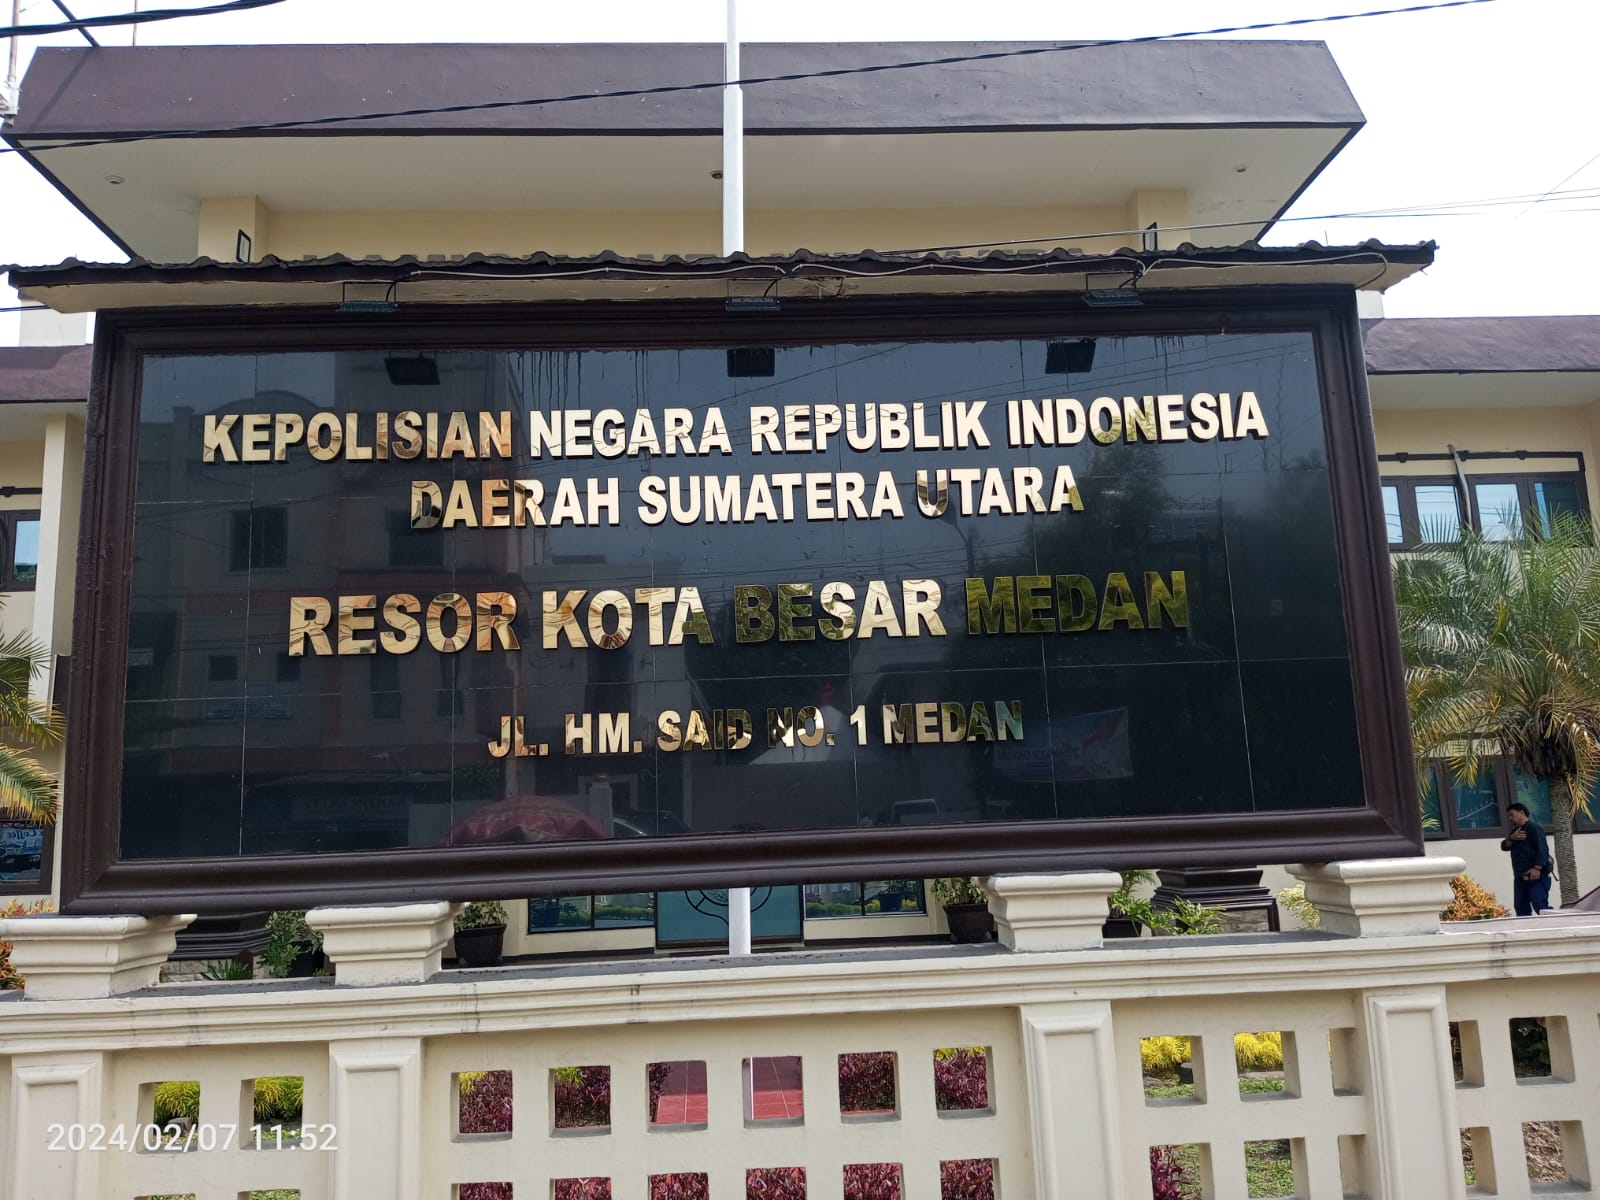 KEPOLISIAN NEGARA REPUBLIK INDONESIA
DAERAH SUMATERA UTARA
RESOR KOTA BESAR MEDAN
JL. HM. SAID NO. 1 MEDAN
Coffee
2024/02/07 11:52